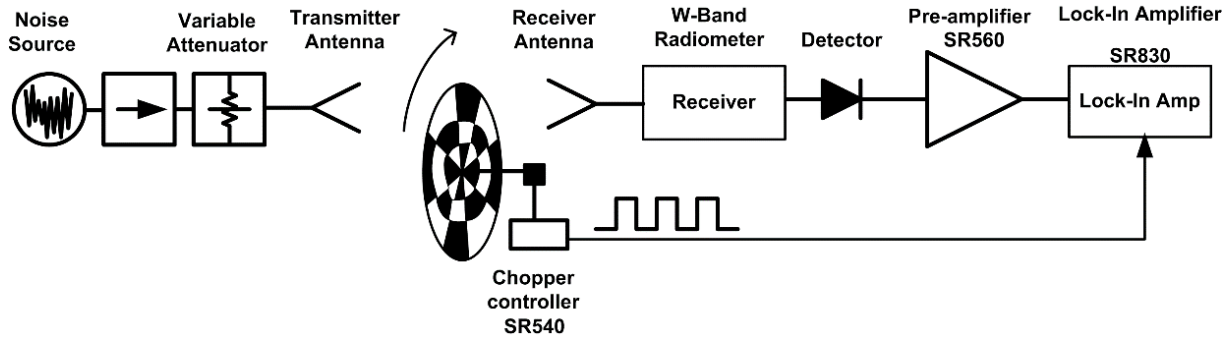 Noise
Source
Variable
Attenuator
Transmitter
Antenna
Receiver
Antenna
W-Band
Radiometer
Receiver
Detector
Pre-amplifier
SR560
Lock-In Amplifier
SR830
Lock-In Amp
Chopper
controller
SR540